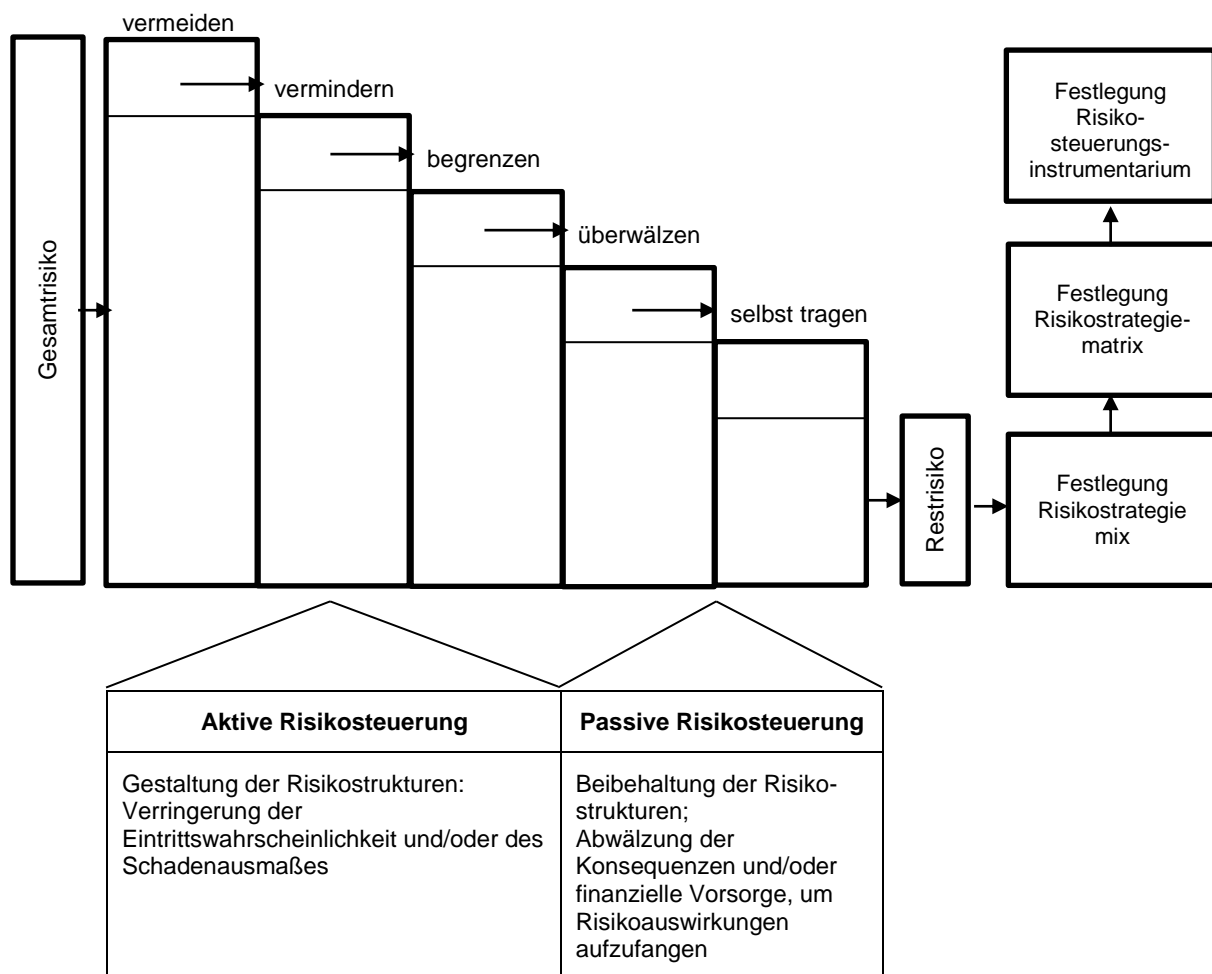 vermeiden
vermindern
begrenzen
überwälzen
selbst tragen
Gesamtrisiko
Restrisiko
Festlegung
Risiko-
steuerungs-
instrumentarium
Festlegung
Risikostrategie-
matrix
Festlegung
Risikostrategie
mix
Aktive Risikosteuerung
Gestaltung der Risikostrukturen:
Verringerung der
Eintrittswahrscheinlichkeit und/oder des
Schadenausmaßes
Passive Risikosteuerung
Beibehaltung der Risiko-
strukturen;
Abwälzung der
Konsequenzen und/oder
finanzielle Vorsorge, um
Risikoauswirkungen
aufzufangen